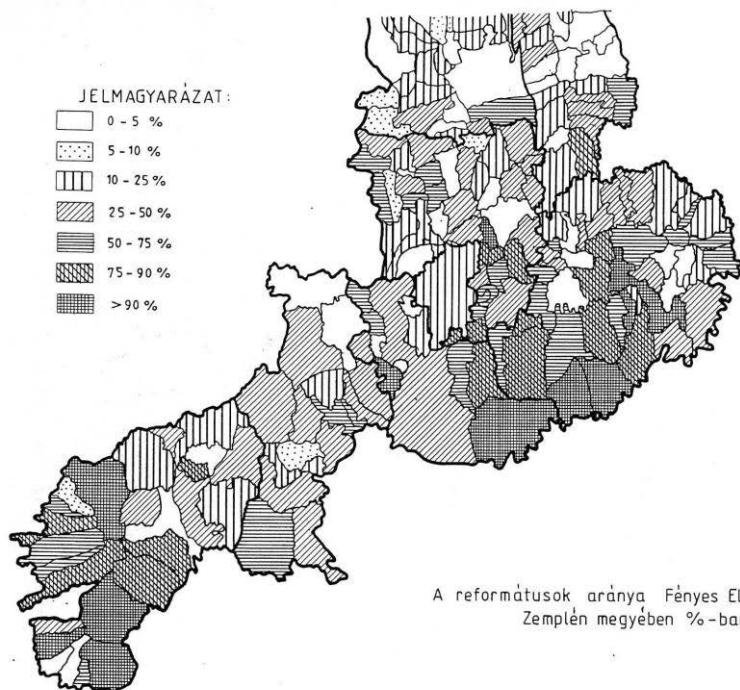 JELMAGYARÁZAT:
0 - 5 %
5 - 10 %
10 - 25 %
25 - 50 %
50 - 75 %
75 - 90 %
> 90 %
A reformátusok aránya Fényes El
Zemplén megyében %-ba